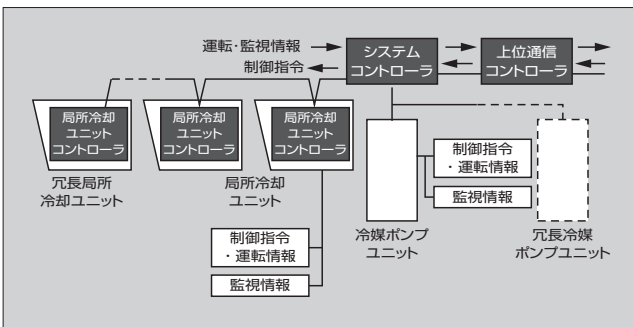 運転・監視情報
制御指令
システム
コントローラ
上位通信
コントローラ
局所冷却
ユニット
コントローラ
局所冷却
ユニット
コントローラ
局所冷却
ユニット
コントローラ
冗長局所
冷却ユニット
局所冷却
ユニット
制御指令
・運転情報
監視情報
冷媒ポンプ
ユニット
制御指令
・運転情報
監視情報
冗長冷媒
ポンプユニット